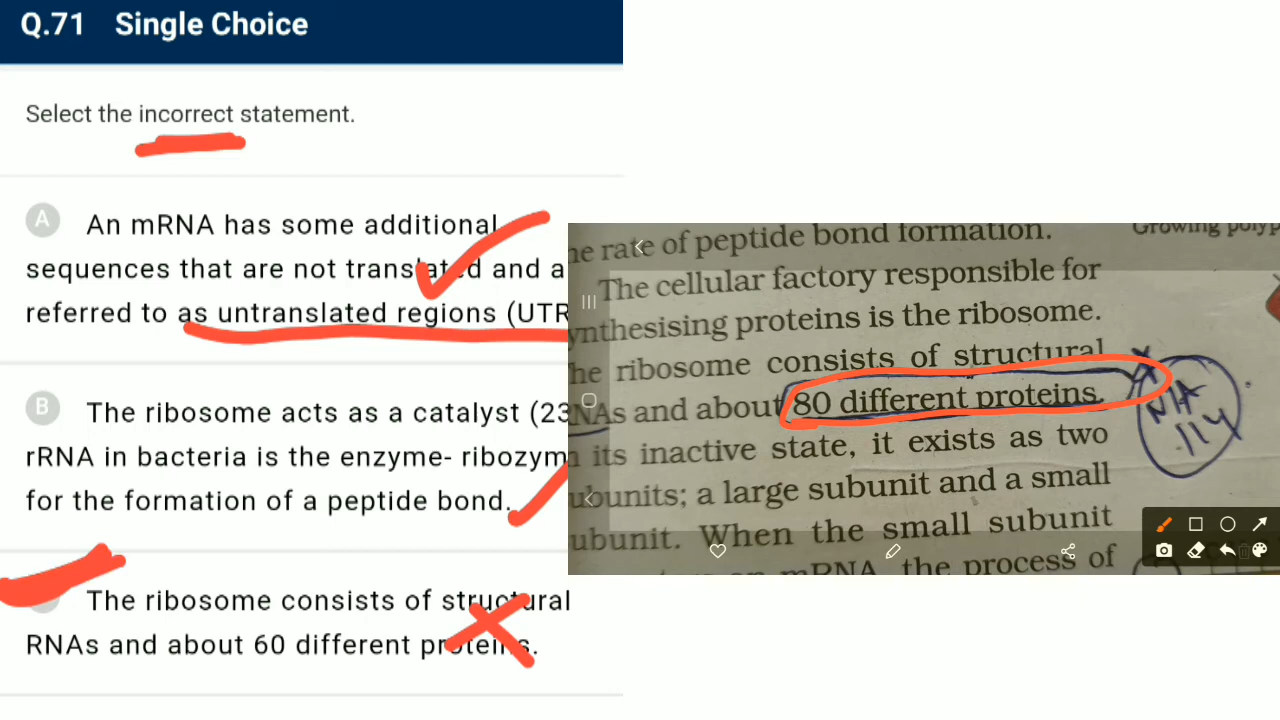 Q.71 Single Choice
Select the incorrect statement.
A An mRNA has some additional
sequences that are not translated and a
referred to as untranslated regions (UTR
B The ribosome acts as a catalyst (23
rRNA in bacteria is the enzyme- ribozym
for the formation of a peptide bond.
The ribosome consists of structural
RNAs and about 60 different proteins.
he rate of peptide bond formation.
Growing polyp
The cellular factory responsible for
ynthesising proteins is the ribosome.
he ribosome consists of structural
NAs and about 80 different proteins.
n its inactive state, it exists as two
ubunits; a large subunit and a small
ubunit. When the small subunit
mRNA, the process of